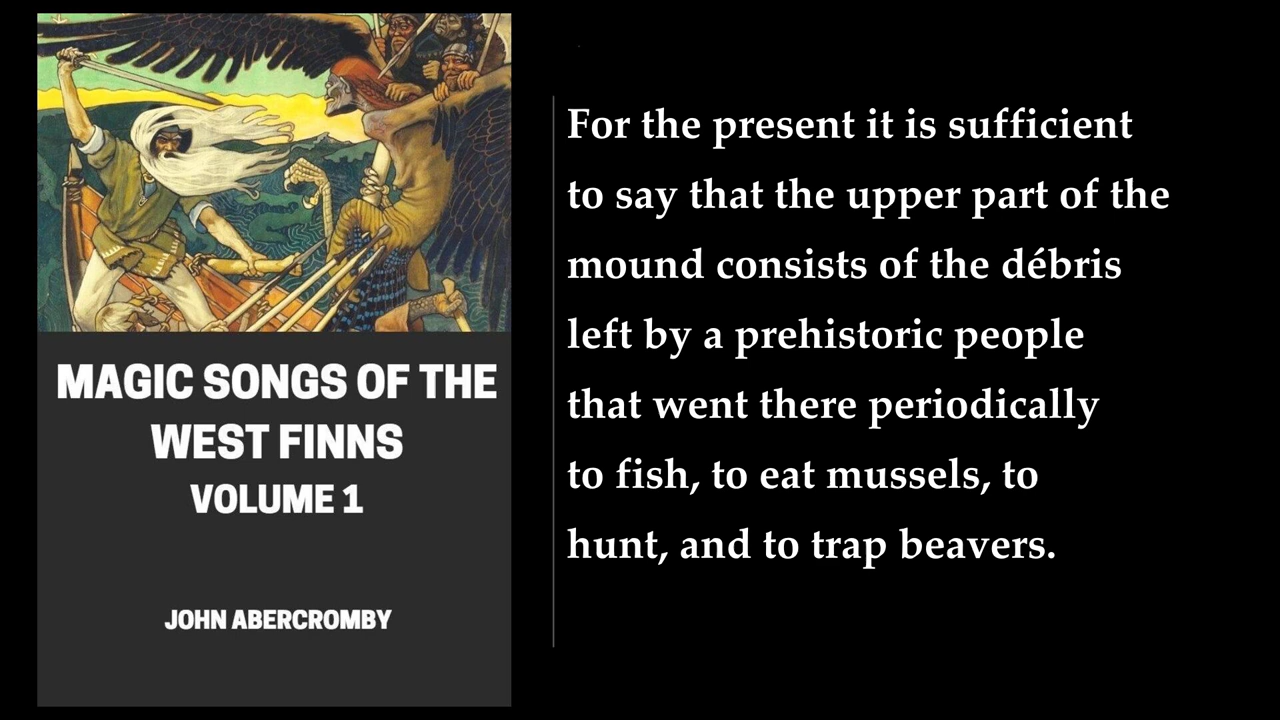 MAGIC SONGS OF THE
WEST FINNS
VOLUME 1
JOHN ABERCROMBY
For the present it is sufficient
to say that the upper part of the
mound consists of the débris
left by a prehistoric people
that went there periodically
to fish, to eat mussels, to
hunt, and to trap beavers.